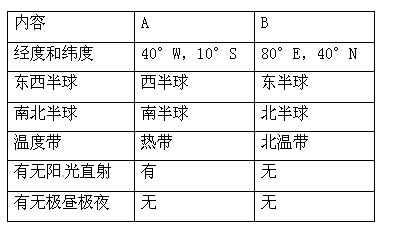 内容 A B
经度和纬度 40°W，10°S 80°E，40°N
东西半球 西半球 东半球
南北半球 南半球 北半球
温度带 热带 北温带
有无阳光直射 有 无
有无极昼极夜 无 无